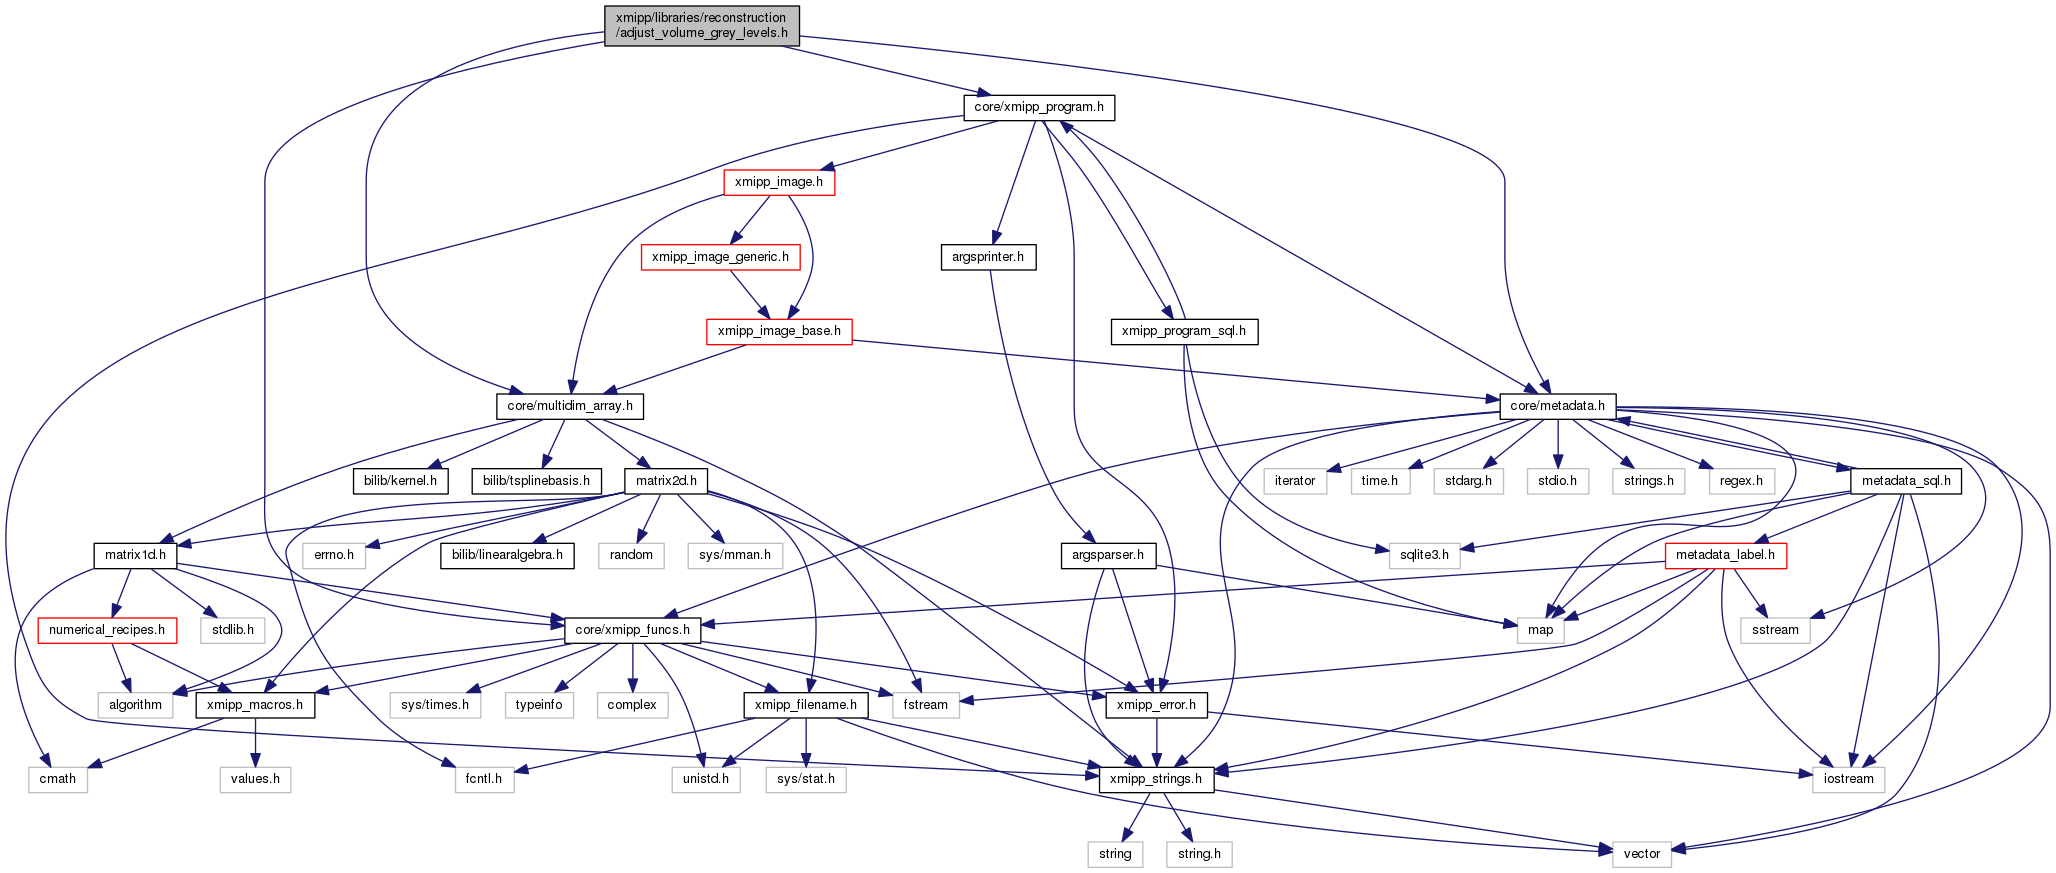 xmipp/libraries/reconstruction
/adjust_volume_grey_levels.h
core/xmipp_program.h
xmipp_image.h
xmipp_image_generic.h
argsprinter.h
xmipp_image_base.h
xmipp_program_sql.h
core/multidim_array.h
core/metadata.h
bilib/kernel.h
bilib/tsplinebasis.h
matrix2d.h
iterator
time.h
stdarg.h
stdio.h
strings.h
regex.h
metadata_sql.h
matrix1d.h
errno.h
bilib/linearalgebra.h
random
sys/mman.h
argsparser.h
sqlite3.h
metadata_label.h
numerical_recipes.h
stdlib.h
core/xmipp_funcs.h
map
sstream
algorithm
xmipp_macros.h
sys/times.h
typeinfo
complex
xmipp_filename.h
fstream
xmipp_error.h
cmath
values.h
fcntl.h
unistd.h
sys/stat.h
xmipp_strings.h
iostream
string
string.h
vector